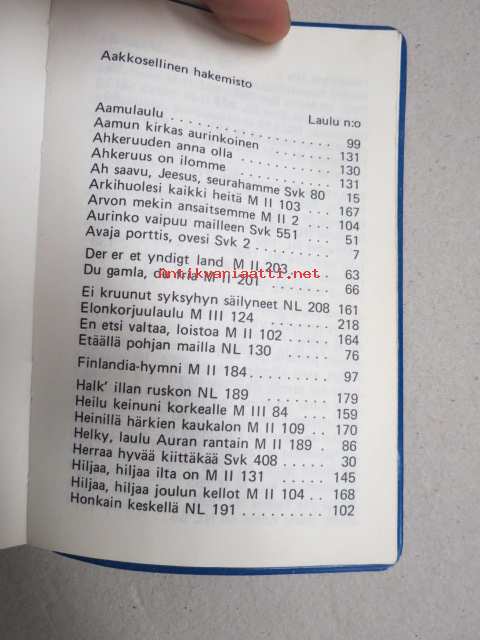 Aakkosellinen hakemisto
Laulu n:o
Aamulaulu . . . . . . . . . . . . . . . . . . . . 99
Aamun kirkas aurinkoinen . . . . . . . 131
Ahkeruuden anna olla . . . . . . . . . . . 130
Ahkeruus on ilomme . . . . . . . . . . . . 131
Ah saavu, Jeesus, seurahamme Svk 80 15
Arkihuolesi kaikki heitä M II 103 . . . 167
Arvon mekin ansaitsemme M II 2 . . . 104
Aurinko vaipuu mailleen Svk 551 . . . 51
Avaja porttis, ovesi Svk 2 . . . . . . . . 7
Der er et yndigt land M II 203 . . . . . 63
Du gamla, du fria M II 201 . . . . . . . 66
antikvariaatti.net
Ei kruunut syksyhyn säilyneet NL 208 161
Elonkorjuulaulu M III 124 . . . . . . . . 218
En etsi valtaa, loistoa M II 102 . . . . . 164
Etäällä pohjan mailla NL 130 . . . . . . 76
Finlandia-hymni M II 184 . . . . . . . . . 97
Halk' illan ruskon NL 189 . . . . . . . . 179
Heilu keinuni korkealle M III 84 . . . . 159
Heinillä härkien kaukalon M II 109 . . 170
Helky, laulu Auran rantain M II 189 . 86
Herraa hyvää kiittäkää Svk 408 . . . . . 30
Hiljaa, hiljaa ilta on M II 131 . . . . . 145
Hiljaa, hiljaa joulun kellot M II 104 . . 168
Honkain keskellä NL 191 . . . . . . . . . 102